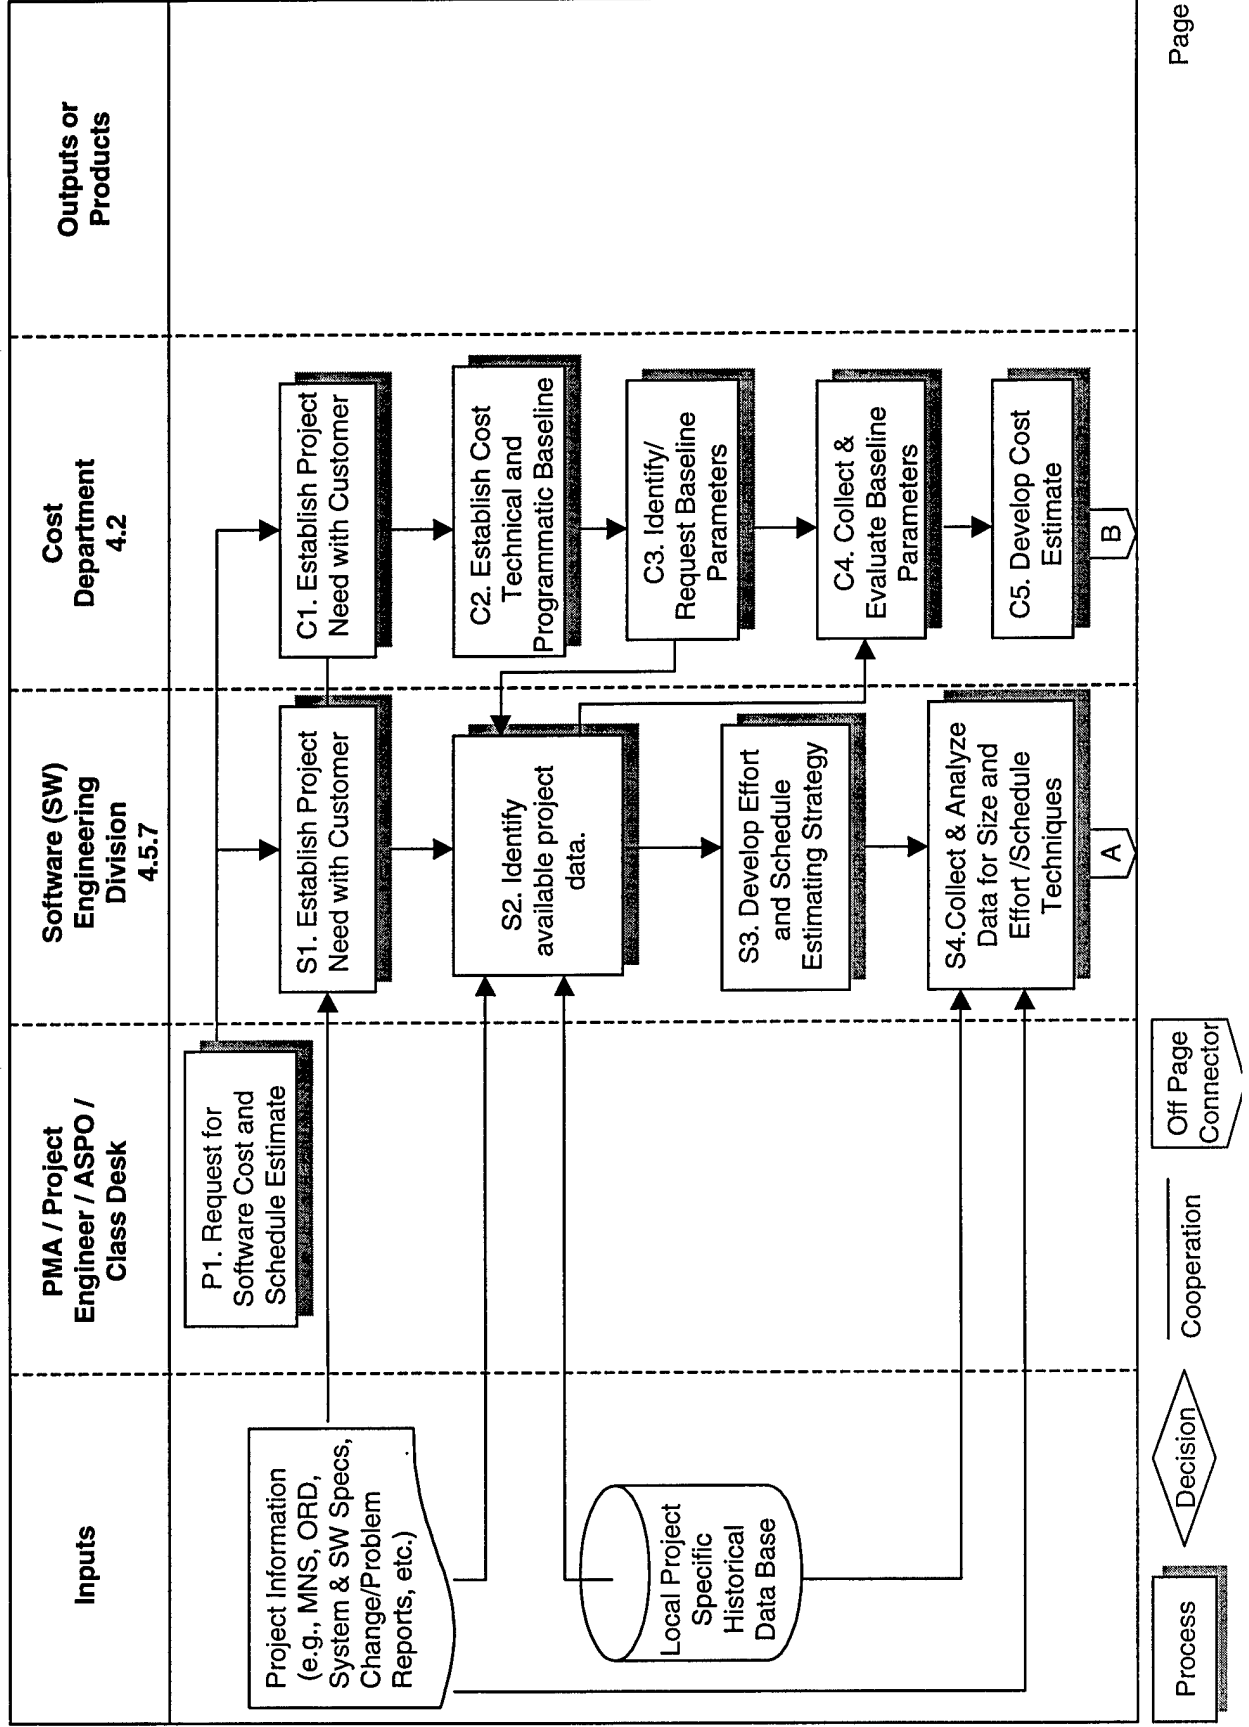 Inputs
PMA / Project
Engineer / ASPO /
Class Desk
Software (SW)
Engineering
Division
4.5.7
Cost
Department
4.2
Outputs or
Products
P1. Request for
Software Cost and
Schedule Estimate
Project Information
(e.g., MNS, ORD,
System & SW Specs,
Change/Problem
Reports, etc.)
S1. Establish Project
Need with Customer
C1. Establish Project
Need with Customer
S2. Identify
available project
data.
C2. Establish Cost
Technical and
Programmatic Baseline
Local Project
Specific
Historical
Data Base
C3. Identify/
Request Baseline
Parameters
S3. Develop Effort
and Schedule
Estimating Strategy
C4. Collect &
Evaluate Baseline
Parameters
S4.Collect & Analyze
Data for Size and
Effort /Schedule
Techniques
C5. Develop Cost
Estimate
A
B
Process
Decision
Cooperation
Off Page
Connector
Page